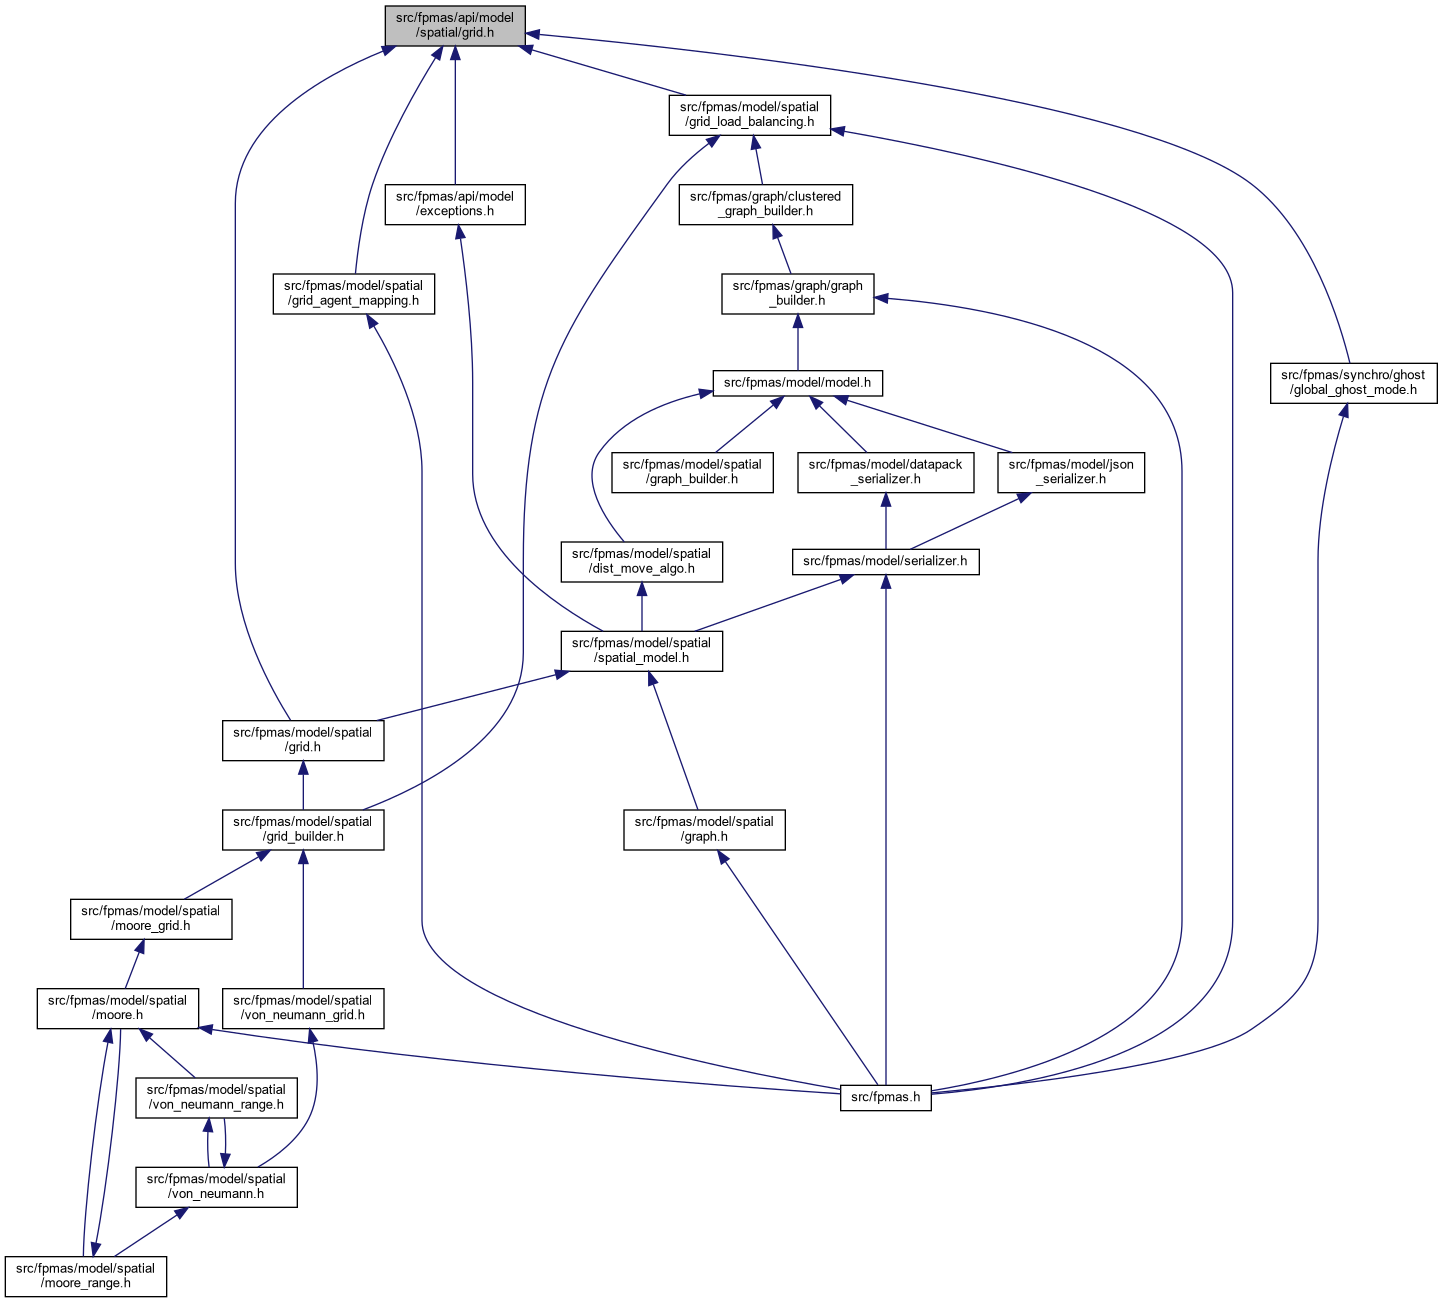 src/fpmas/api/model
/spatial/grid.h
src/fpmas/model/spatial
/grid_load_balancing.h
src/fpmas/api/model
/exceptions.h
src/fpmas/graph/clustered
_graph_builder.h
src/fpmas/model/spatial
/grid_agent_mapping.h
src/fpmas/graph/graph
_builder.h
src/fpmas/model/model.h
src/fpmas/synchro/ghost
/global_ghost_mode.h
src/fpmas/model/spatial
/graph_builder.h
src/fpmas/model/datapack
_serializer.h
src/fpmas/model/json
_serializer.h
src/fpmas/model/spatial
/dist_move_algo.h
src/fpmas/model/serializer.h
src/fpmas/model/spatial
/spatial_model.h
src/fpmas/model/spatial
/grid.h
src/fpmas/model/spatial
/grid_builder.h
src/fpmas/model/spatial
/graph.h
src/fpmas/model/spatial
/moore_grid.h
src/fpmas/model/spatial
/moore.h
src/fpmas/model/spatial
/von_neumann_grid.h
src/fpmas/model/spatial
/von_neumann_range.h
src/fpmas.h
src/fpmas/model/spatial
/von_neumann.h
src/fpmas/model/spatial
/moore_range.h